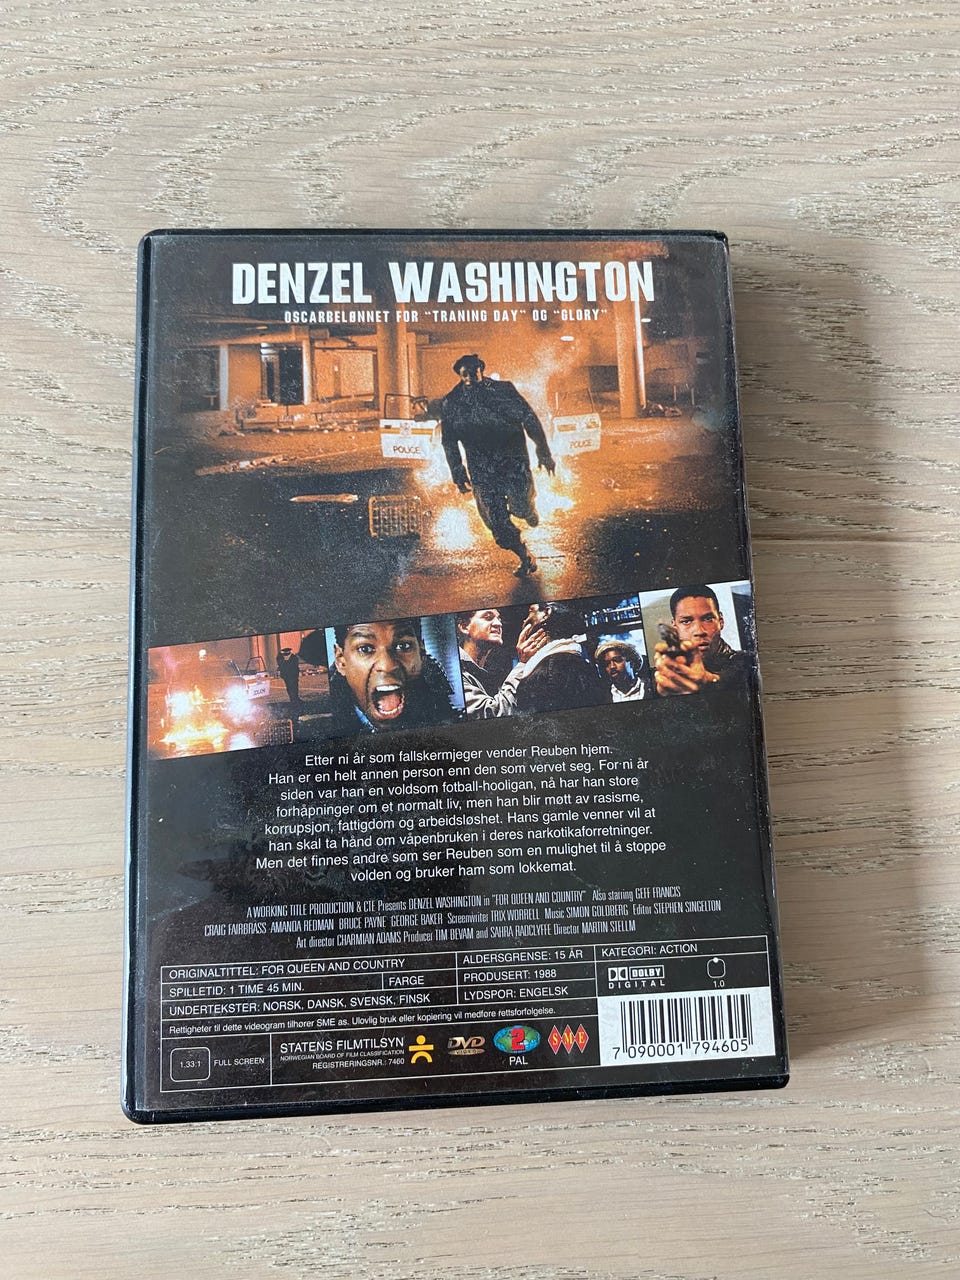 DENZEL WASHINGTON
OSCARBELØNNET FOR "TRANING DAY" OG "GLORY"
POLICE
POLICE
Etter ni år som fallskermjeger vender Reuben hjem.
Han er en helt annen person enn den som vervet seg. For ni år
siden var han en voldsom fotball-hooligan, nå har han store
forhåpninger om et normalt liv, men han blir møtt av rasisme,
korrupsjon, fattigdom og arbeidsløshet. Hans gamle venner vil at
han skal ta hånd om våpenbruken i deres narkotikaforretninger.
Men det finnes andre som ser Reuben som en mulighet til å stoppe
volden og bruker ham som lokkemat.
A WORKING TITLE PRODUCTION & CTE Presents DENZEL WASHINGTON in "FOR QUEEN AND COUNTRY" Also starring GEFF FRANCIS
CRAIG FAIRBRASS AMANDA REDMAN BRUCE PAYNE GEORGE BAKER Screenwriter TRIX WORRELL Music SIMON GOLDBERG Editor STEPHEN SINGELTON
Art director CHARMIAN ADAMS Producer TIM BEVAM and SAHRA RADCLYFFE Director MARTIN STELLM
ORIGINALTITTEL: FOR QUEEN AND COUNTRY
ALDERSGRENSE: 15 ÅR
KATEGORI: ACTION
SPILLETID: 1 TIME 45 MIN.
FARGE
PRODUSERT: 1988
UNDERTEKSTER: NORSK, DANSK, SVENSK, FINSK
LYDSPOR: ENGELSK
DOLBY
DIGITAL
1.0
Rettigheter til dette videogram tilhører SME as. Ulovlig bruk eller kopiering vil medføre rettsforfølgelse.
1.33:1
FULL SCREEN
STATENS FILMTILSYN
NORWEGIAN BOARD OF FILM CLASSIFICATION
REGISTRERINGSNR.: 7460
DVD
VIDEO
2
PAL
SME
7 090001 794605